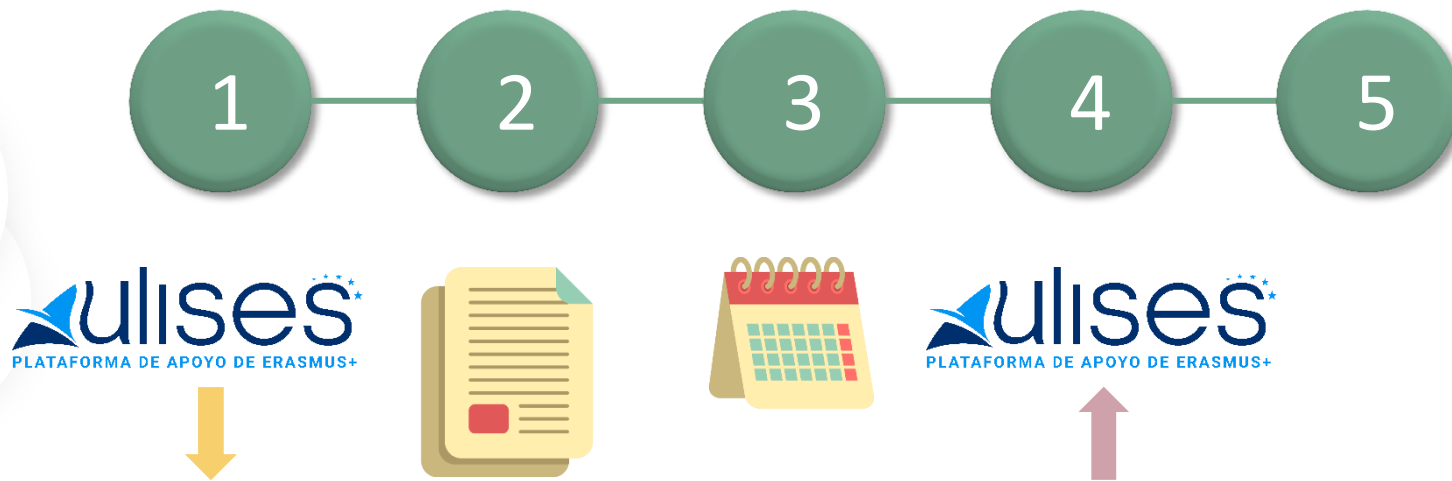 1 2 3 4 5
ulises ulises
PLATAFORMA DE APOYO DE ERASMUS+ PLATAFORMA DE APOYO DE ERASMUS+